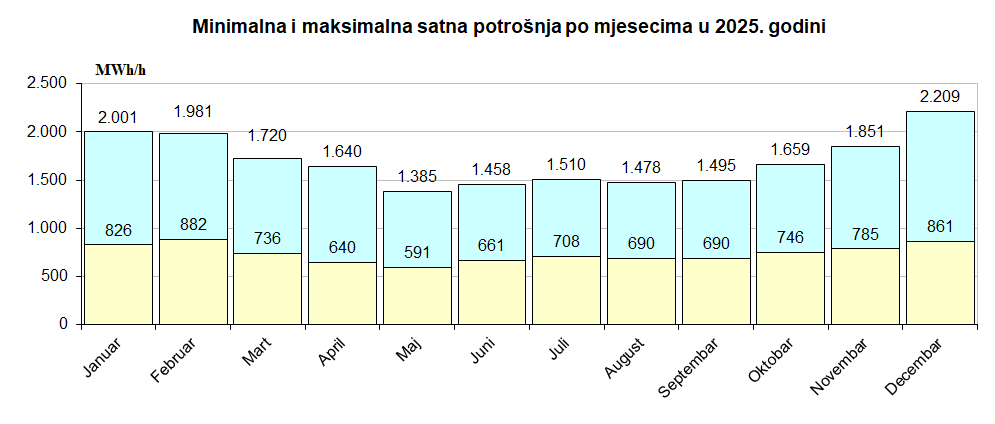 Minimalna i maksimalna satna potrošnja po mjesecima u 2025. godini
MWh/h
2.500
2.000
1.500
1.000
500
0
2.001
1.981
1.720
1.640
1.385
1.458
1.510
1.478
1.495
1.659
1.851
2.209
826
882
736
640
591
661
708
690
690
746
785
861
Januar
Februar
Mart
April
Maj
Juni
Juli
August
Septembar
Oktobar
Novembar
Decembar